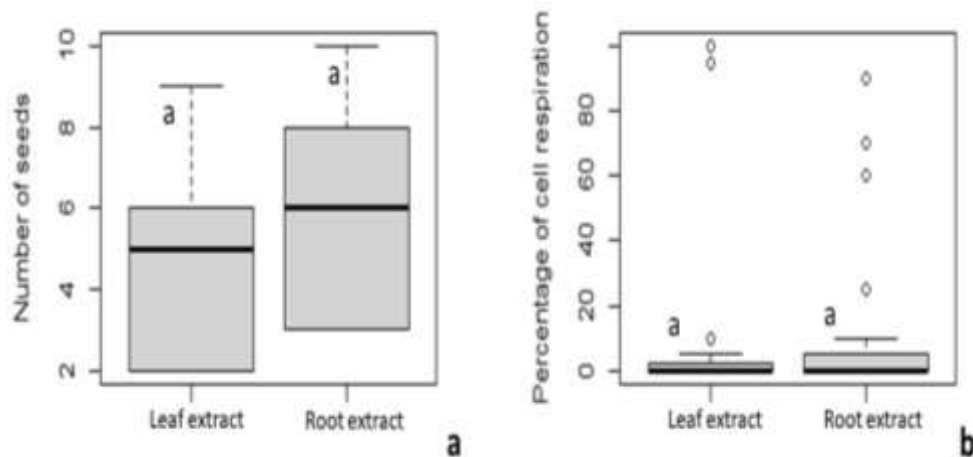 Number of seeds
10
8
6
4
2
a
a
Leaf extract
Root extract
a
Percentage of cell respiration
80
60
40
20
0
a
a
Leaf extract
Root extract
b